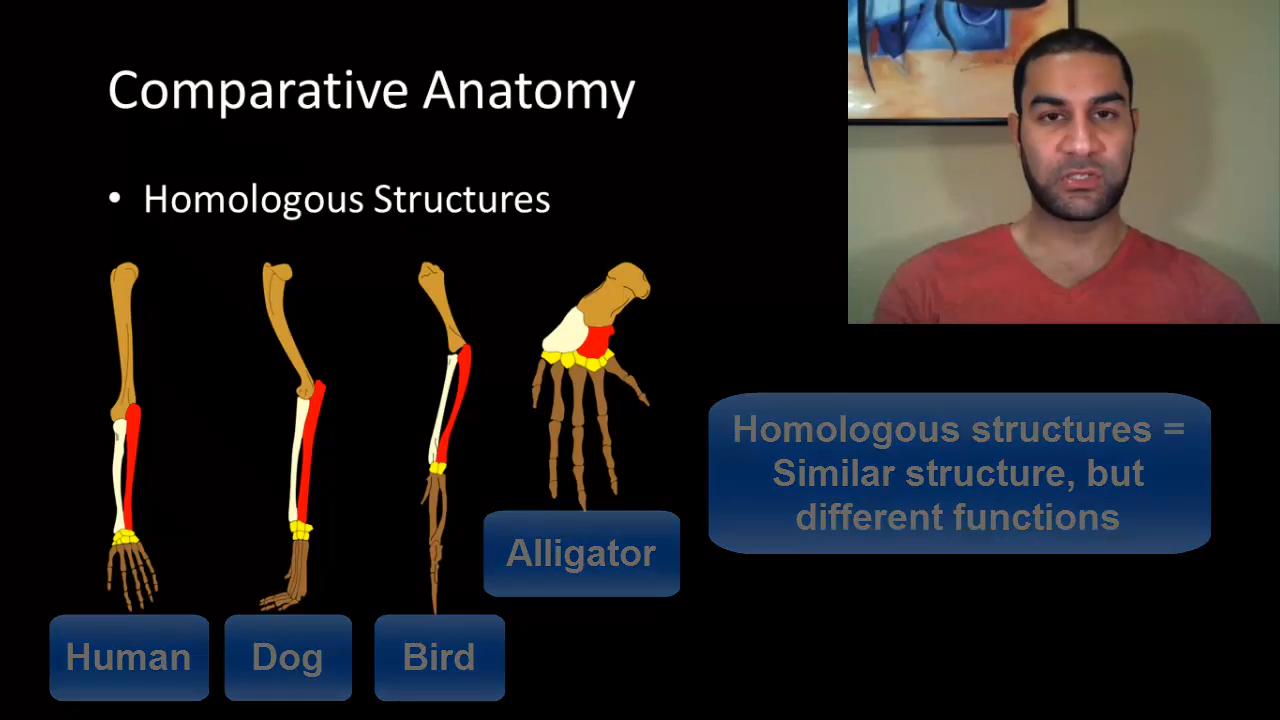 Comparative Anatomy
• Homologous Structures
Homologous structures =
Similar structure, but
different functions
Alligator
Human
Dog
Bird